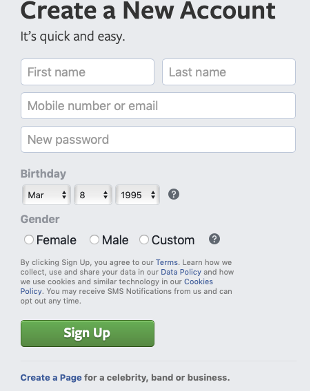 Create a New Account
It's quick and easy.
First name Last name
Mobile number or email
New password
Birthday
Mar 8 1995 ?
Gender
Female Male Custom ?
By clicking Sign Up, you agree to our Terms. Learn how we
collect, use and share your data in our Data Policy and how
we use cookies and similar technology in our Cookies
Policy. You may receive SMS Notifications from us and can
opt out any time.
Sign Up
Create a Page for a celebrity, band or business.